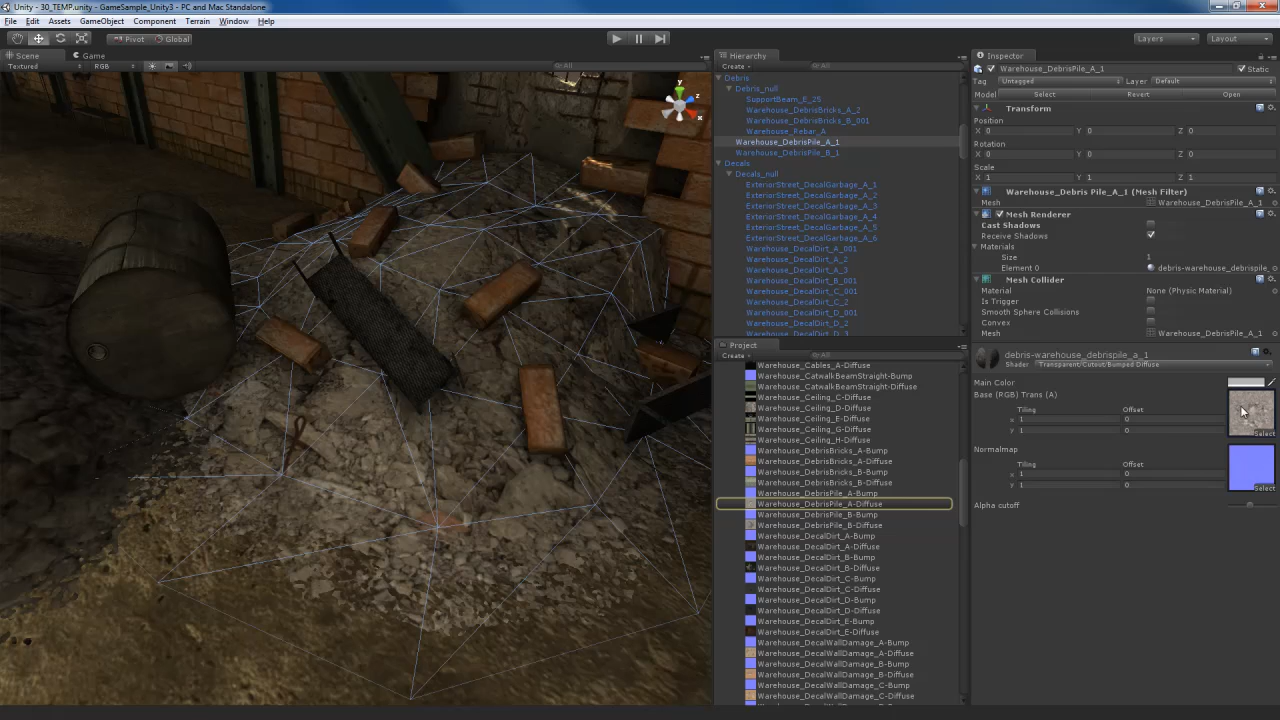 Unity - 30_TEMP.unity - GameSample_Unity3 - PC and Mac Standalone
File Edit Assets GameObject Component Terrain Window Help
Pivot Global Layers Layout
Scene Game
Textured RGB All
y z x
Hierarchy
Create All
Debris
Debris_null
SupportBeam_E_25
Warehouse_DebrisBricks_A_2
Warehouse_DebrisBricks_B_001
Warehouse_Rebar_A
Warehouse_DebrisPile_A_1
Warehouse_DebrisPile_B_1
Decals
Decals_null
ExteriorStreet_DecalGarbage_A_1
ExteriorStreet_DecalGarbage_A_2
ExteriorStreet_DecalGarbage_A_3
ExteriorStreet_DecalGarbage_A_4
ExteriorStreet_DecalGarbage_A_5
ExteriorStreet_DecalGarbage_A_6
Warehouse_DecalDirt_A_001
Warehouse_DecalDirt_A_2
Warehouse_DecalDirt_A_3
Warehouse_DecalDirt_B_001
Warehouse_DecalDirt_C_001
Warehouse_DecalDirt_C_2
Warehouse_DecalDirt_D_001
Warehouse_DecalDirt_D_2
Warehouse_DecalDirt_D_3
Project
Create All
Warehouse_Cables_A-Diffuse
Warehouse_CatwalkBeamStraight-Bump
Warehouse_CatwalkBeamStraight-Diffuse
Warehouse_Ceiling_C-Diffuse
Warehouse_Ceiling_D-Diffuse
Warehouse_Ceiling_E-Diffuse
Warehouse_Ceiling_G-Diffuse
Warehouse_Ceiling_H-Diffuse
Warehouse_DebrisBricks_A-Bump
Warehouse_DebrisBricks_A-Diffuse
Warehouse_DebrisBricks_B-Bump
Warehouse_DebrisBricks_B-Diffuse
Warehouse_DebrisPile_A-Bump
Warehouse_DebrisPile_A-Diffuse
Warehouse_DebrisPile_B-Bump
Warehouse_DebrisPile_B-Diffuse
Warehouse_DecalDirt_A-Bump
Warehouse_DecalDirt_A-Diffuse
Warehouse_DecalDirt_B-Bump
Warehouse_DecalDirt_B-Diffuse
Warehouse_DecalDirt_C-Bump
Warehouse_DecalDirt_C-Diffuse
Warehouse_DecalDirt_D-Bump
Warehouse_DecalDirt_D-Diffuse
Warehouse_DecalDirt_E-Bump
Warehouse_DecalDirt_E-Diffuse
Warehouse_DecalWallDamage_A-Bump
Warehouse_DecalWallDamage_A-Diffuse
Warehouse_DecalWallDamage_B-Bump
Warehouse_DecalWallDamage_B-Diffuse
Warehouse_DecalWallDamage_C-Bump
Warehouse_DecalWallDamage_C-Diffuse
Inspector
Warehouse_DebrisPile_A_1 Static
Tag Untagged Layer Default
Model Select Revert Open
Transform
Position
X 0 Y 0 Z 0
Rotation
X 0 Y 0 Z 0
Scale
X 1 Y 1 Z 1
Warehouse_Debris Pile_A_1 (Mesh Filter)
Mesh Warehouse_DebrisPile_A_1
Mesh Renderer
Cast Shadows
Receive Shadows
Materials
Size 1
Element 0 debris-warehouse_debrispile_
Mesh Collider
Material None (Physic Material)
Is Trigger
Smooth Sphere Collisions
Convex
Mesh Warehouse_DebrisPile_A_1
debris-warehouse_debrispile_a_1
Shader Transparent/Cutout/Bumped Diffuse
Main Color
Base (RGB) Trans (A)
Tiling Offset
x 1 0
y 1 0
Select
Normalmap
Tiling Offset
x 1 0
y 1 0
Select
Alpha cutoff